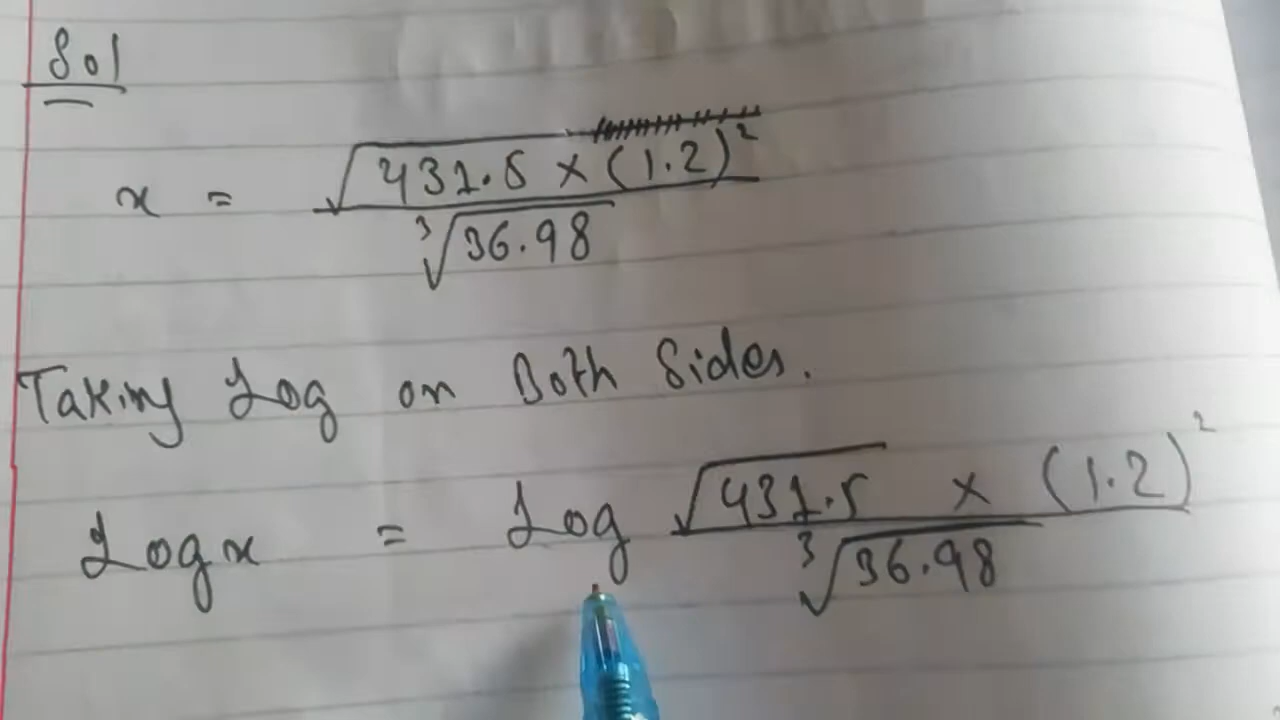 Sol
x = √431.5 × (1.2)²
∛36.98
Taking Log on Both Sides.
Log x = Log √431.5 × (1.2)²
∛36.98